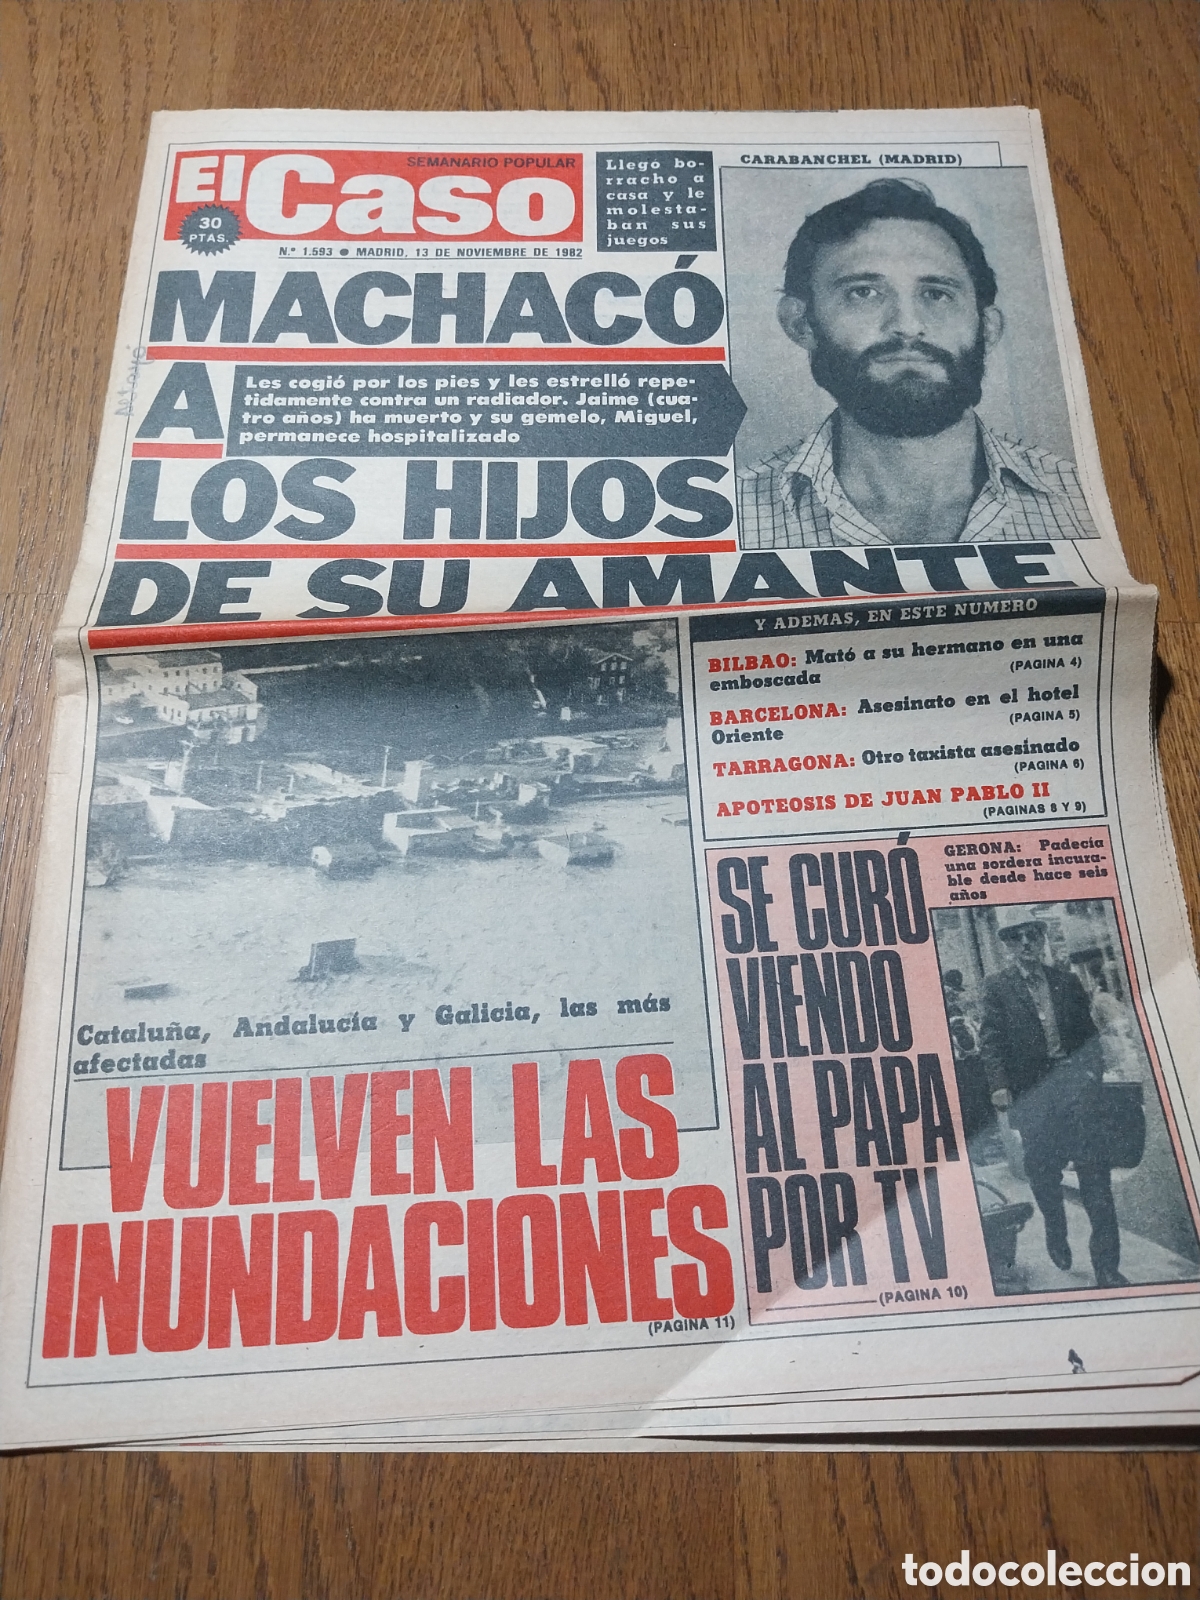 SEMANARIO POPULAR
El Caso
30
PTAS.
N.º 1.593 ● MADRID, 13 DE NOVIEMBRE DE 1982
Llegó bo-
rracho a
casa y le
molesta-
ban sus
juegos
CARABANCHEL (MADRID)
MACHACÓ
A
Les cogió por los pies y les estrelló repe-
tidamente contra un radiador. Jaime (cua-
tro años) ha muerto y su gemelo, Miguel,
permanece hospitalizado
LOS HIJOS
DE SU AMANTE
Y ADEMAS, EN ESTE NUMERO
BILBAO: Mató a su hermano en una
emboscada
(PAGINA 4)
BARCELONA: Asesinato en el hotel
Oriente
(PAGINA 5)
TARRAGONA: Otro taxista asesinado
(PAGINA 6)
APOTEOSIS DE JUAN PABLO II
(PAGINAS 8 Y 9)
Cataluña, Andalucía y Galicia, las más
afectadas
VUELVEN LAS
INUNDACIONES
(PAGINA 11)
GERONA: Padecía
una sordera incura-
ble desde hace seis
años
SE CURÓ
VIENDO
AL PAPA
POR TV
(PAGINA 10)
todocoleccion